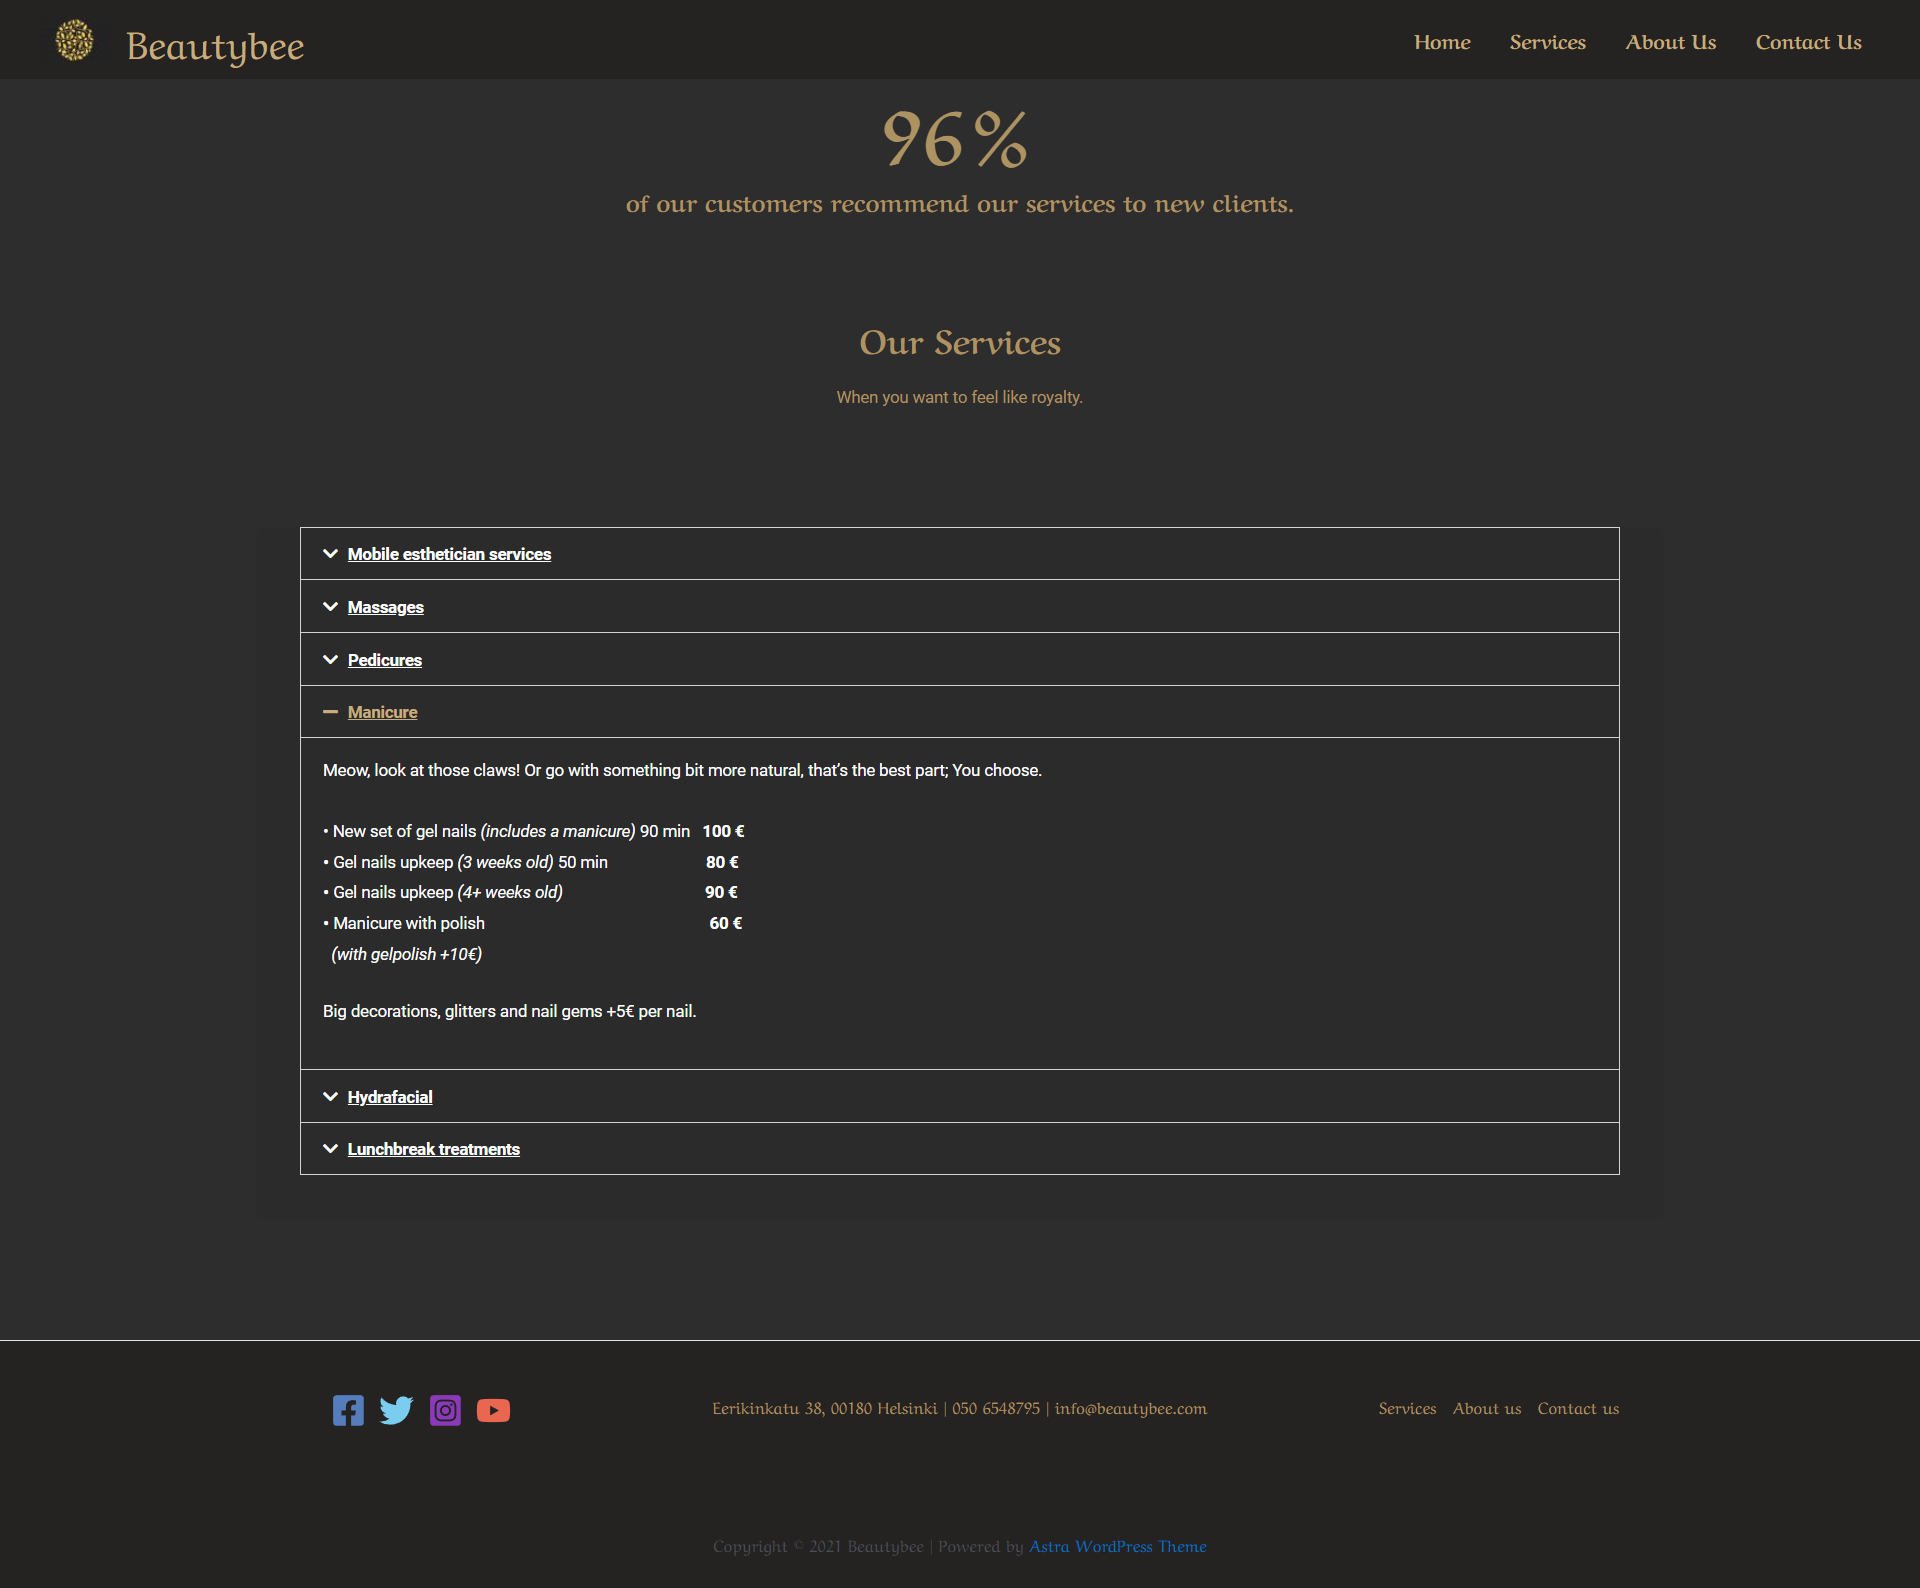 Beautybee
Home Services About Us Contact Us
96%
of our customers recommend our services to new clients.
Our Services
When you want to feel like royalty.
Mobile esthetician services
Massages
Pedicures
Manicure
Meow, look at those claws! Or go with something bit more natural, that’s the best part; You choose.
• New set of gel nails (includes a manicure) 90 min 100 €
• Gel nails upkeep (3 weeks old) 50 min 80 €
• Gel nails upkeep (4+ weeks old) 90 €
• Manicure with polish 60 €
(with gelpolish +10€)
Big decorations, glitters and nail gems +5€ per nail.
Hydrafacial
Lunchbreak treatments
Eerikinkatu 38, 00180 Helsinki | 050 6548795 | info@beautybee.com
Services About us Contact us
Copyright © 2021 Beautybee | Powered by Astra WordPress Theme